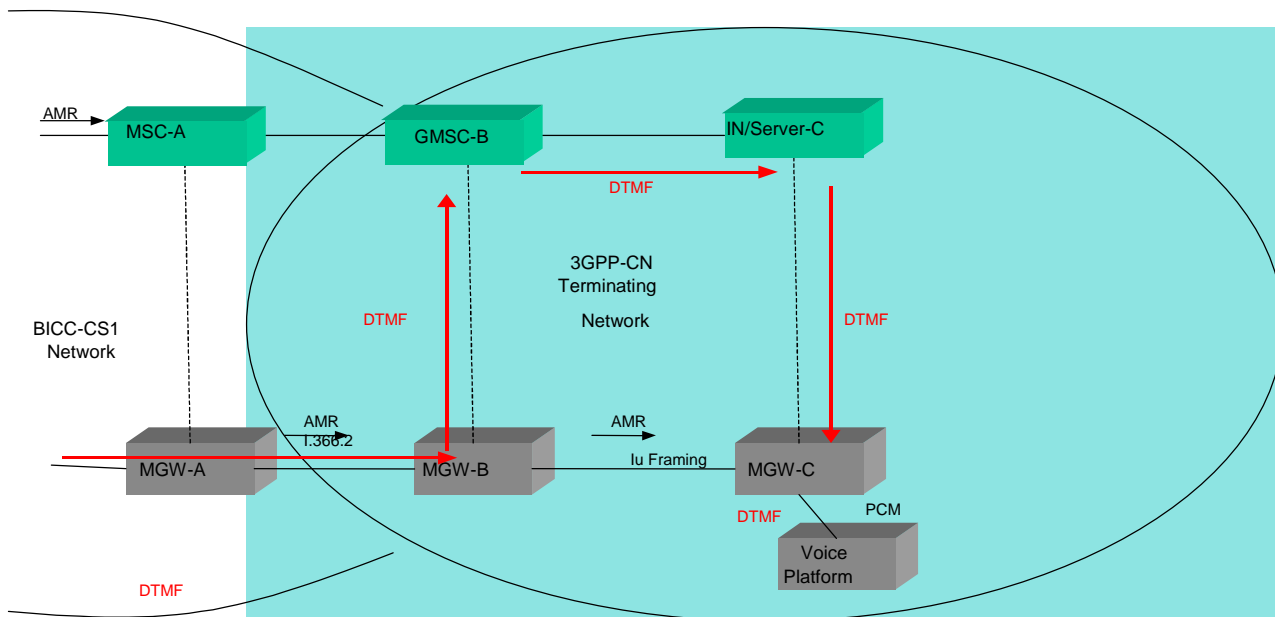 AMR
MSC-A
GMSC-B
IN/Server-C
DTMF
3GPP-CN
Terminating
Network
DTMF
DTMF
BICC-CS1
Network
AMR
I.366.2
AMR
Iu Framing
MGW-A
MGW-B
MGW-C
DTMF
PCM
Voice
Platform
DTMF